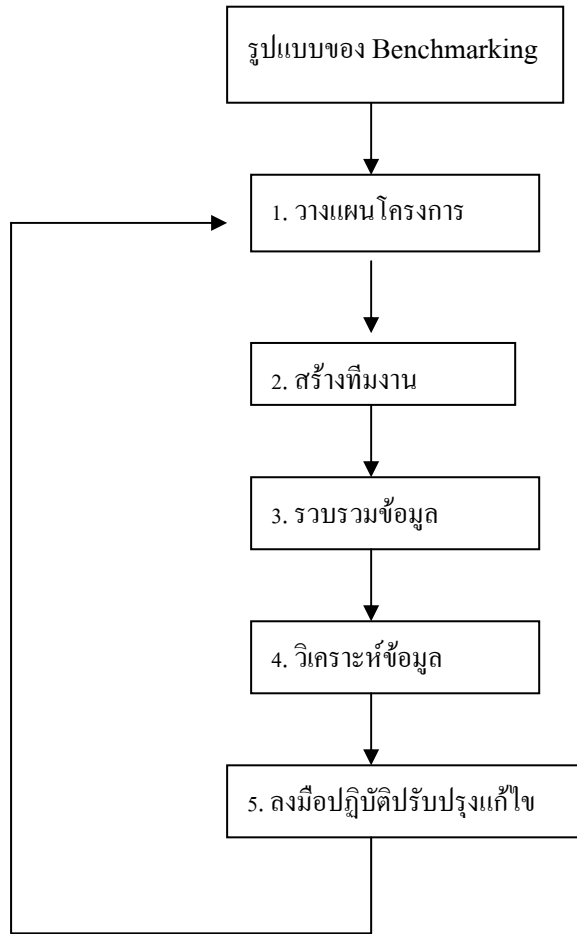 รูปแบบของ Benchmarking
1. วางแผนโครงการ
2. สร้างทีมงาน
3. รวบรวมข้อมูล
4. วิเคราะห์ข้อมูล
5. ลงมือปฏิบัติปรับปรุงแก้ไข